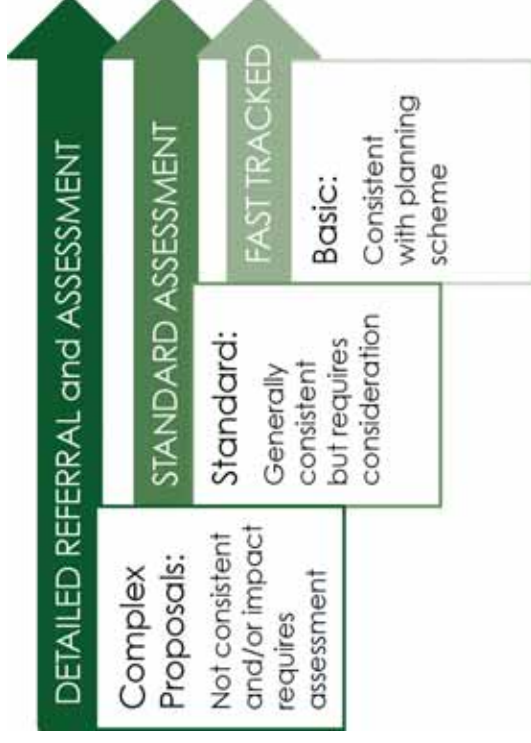 DETAILED REFERRAL and ASSESSMENT
Complex
Proposals:
Not consistent
and/or impact
requires
assessment
STANDARD ASSESSMENT
Standard:
Generally
consistent
but requires
consideration
FAST TRACKED
Basic:
Consistent
with planning
scheme